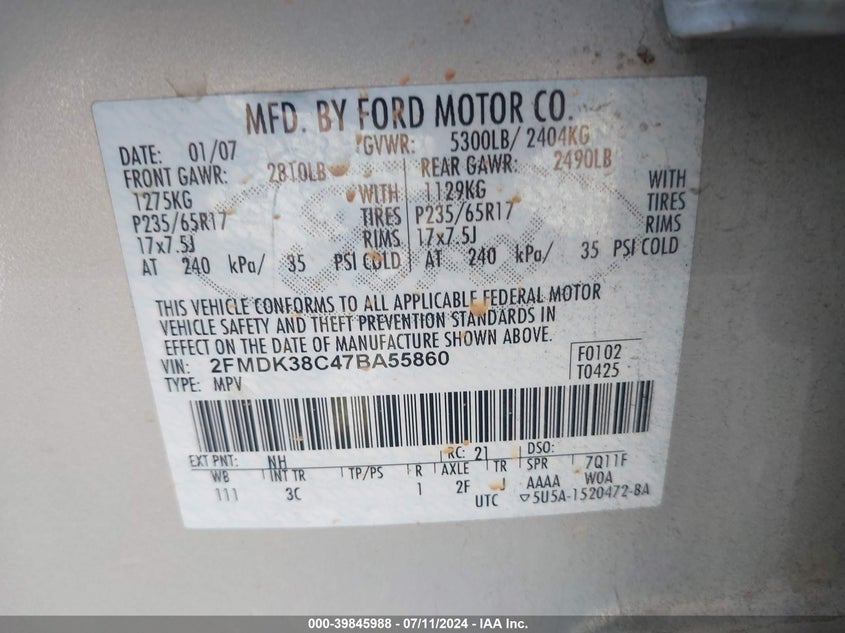 MFD. BY FORD MOTOR CO.
DATE: 01/07 GVWR: 5300LB/ 2404KG
FRONT GAWR: 2810LB REAR GAWR: 2490LB
1275KG WITH 1129KG WITH
P235/65R17 TIRES P235/65R17 TIRES
17x7.5J RIMS 17x7.5J RIMS
AT 240 kPa/ 35 PSI COLD AT 240 kPa/ 35 PSI COLD
THIS VEHICLE CONFORMS TO ALL APPLICABLE FEDERAL MOTOR
VEHICLE SAFETY AND THEFT PREVENTION STANDARDS IN
EFFECT ON THE DATE OF MANUFACTURE SHOWN ABOVE.
VIN: 2FMDK38C47BA55860 F0102
TYPE: MPV T0425
EXT PNT: NH RC: 21 DSO:
WB INT TR TP/PS R AXLE TR SPR 7Q11F
111 3C 1 2F J AAAA WOA
UTC ▽5U5A-1520472-BA
000-39845988 - 07/11/2024 - IAA Inc.